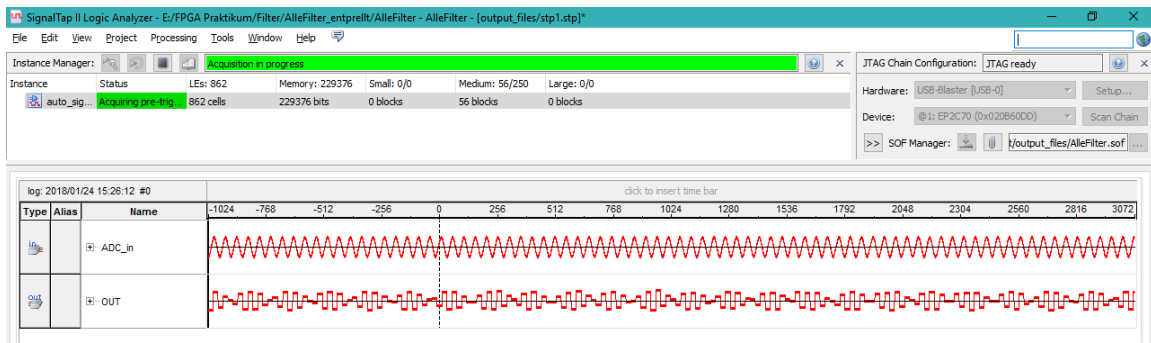 SignalTap II Logic Analyzer - E:/FPGA Praktikum/Filter/AlleFilter_entprellt/AlleFilter - AlleFilter - [output_files/stp1.stp]*
File Edit View Project Processing Tools Window Help
Instance Manager: Acquisition in progress
Instance Status LEs: 862 Memory: 229376 Small: 0/0 Medium: 56/250 Large: 0/0
auto_sig... Acquiring pre-trig... 862 cells 229376 bits 0 blocks 56 blocks 0 blocks
JTAG Chain Configuration: JTAG ready
Hardware: USB-Blaster [USB-0] Setup...
Device: @1: EP2C70 (0x020B60DD) Scan Chain
>> SOF Manager: t/output_files/AlleFilter.sof ...
log: 2018/01/24 15:26:12 #0 click to insert time bar
Type Alias Name -1024 -768 -512 -256 0 256 512 768 1024 1280 1536 1792 2048 2304 2560 2816 3072
in ADC_in
out OUT